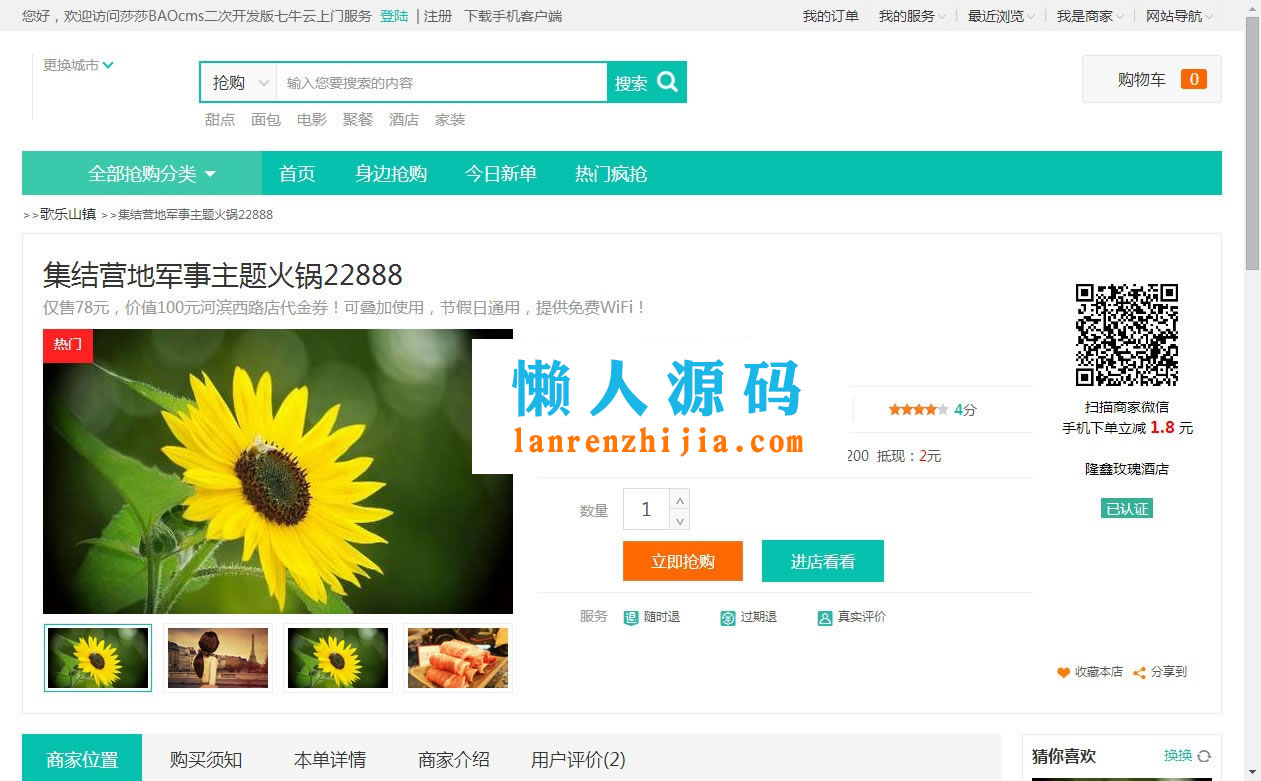 您好，欢迎访问莎莎BAOcms二次开发版七牛云上门服务 登陆 | 注册 下载手机客户端 我的订单 我的服务 最近浏览 我是商家 网站导航
更换城市
抢购 输入您要搜索的内容 搜索 购物车 0
甜点 面包 电影 聚餐 酒店 家装
全部抢购分类 首页 身边抢购 今日新单 热门疯抢
>>歌乐山镇 >>集结营地军事主题火锅22888
集结营地军事主题火锅22888
仅售78元，价值100元河滨西路店代金券！可叠加使用，节假日通用，提供免费WiFi！
热门
懒人源码
lanrenzhijia.com
4分
200 抵现：2元
数量 1
立即抢购 进店看看
服务 退 随时退 过期退 真实评价
扫描商家微信
手机下单立减 1.8 元
隆鑫玫瑰酒店
已认证
收藏本店 分享到
商家位置 购买须知 本单详情 商家介绍 用户评价(2)
猜你喜欢 换换